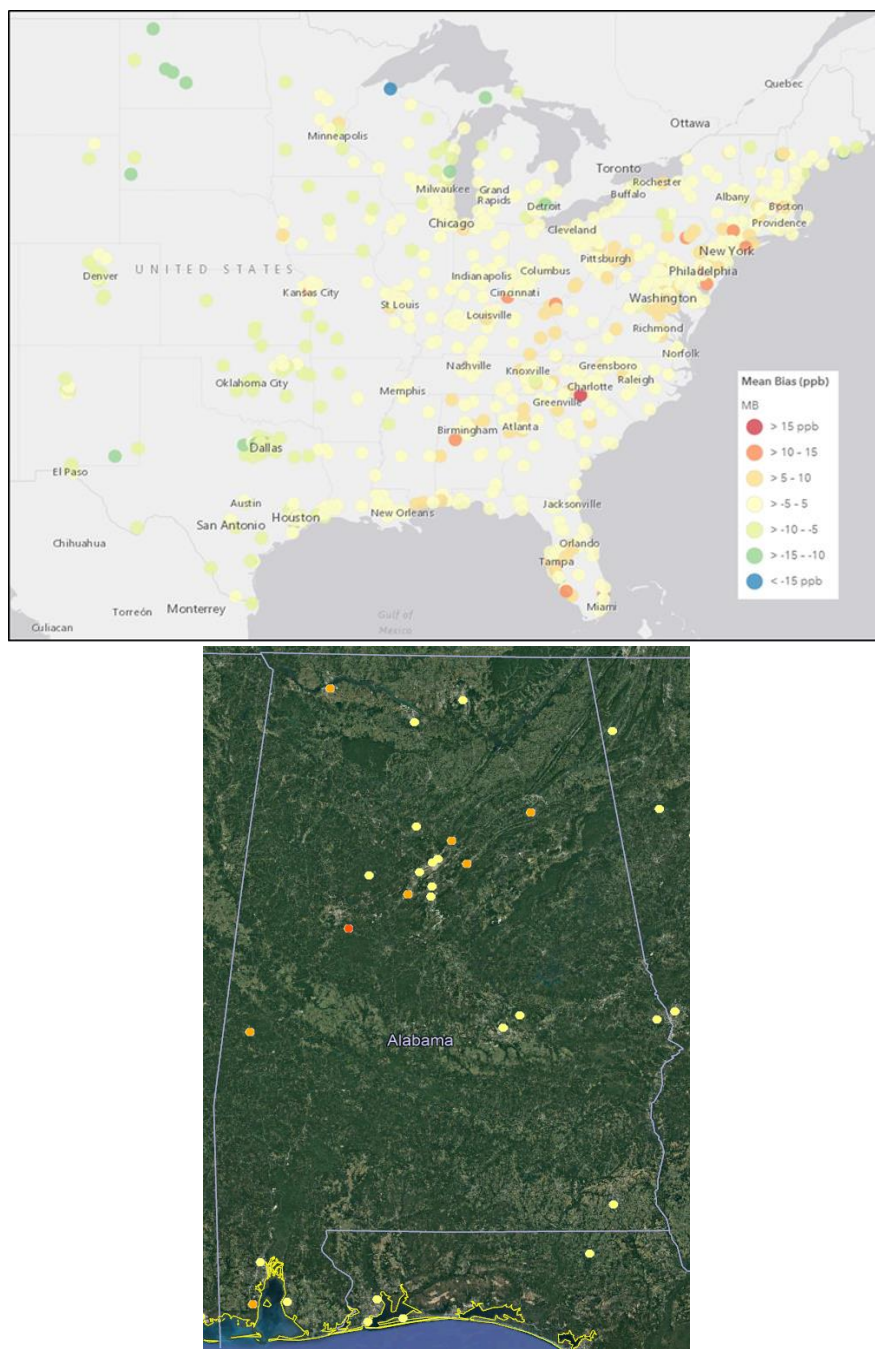 Quebec
Ottawa
Minneapolis
Toronto
Rochester
Milwaukee
Grand
Rapids
Buffalo
Albany
Detroit
Boston
Chicago
Providence
Cleveland
New York
Pittsburgh
Denver
UNITED STATES
Indianapolis
Columbus
Philadelphia
Kansas City
Cincinnati
St Louis
Washington
Louisville
Richmond
Norfolk
Nashville
Knoxville
Greensboro
Oklahoma City
Memphis
Charlotte
Raleigh
Greenville
Birmingham
Atlanta
Dallas
El Paso
Austin
Jacksonville
New Orleans
San Antonio
Houston
Chihuahua
Orlando
Tampa
Torreón
Monterrey
Miami
Culiacan
Gulf of
Mexico
Mean Bias (ppb)
MB
> 15 ppb
> 10 - 15
> 5 - 10
> -5 - 5
> -10 - -5
> -15 - -10
< -15 ppb
Alabama